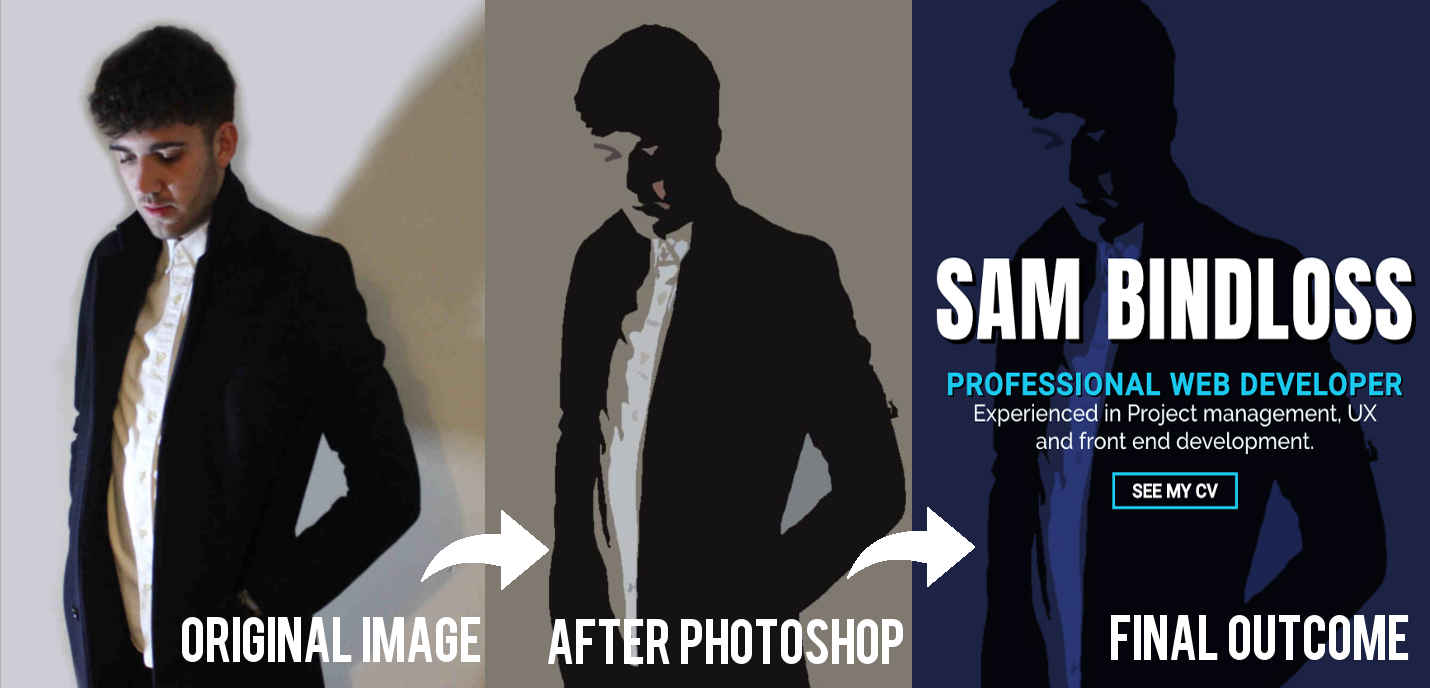 SAM BINDLOSS
PROFESSIONAL WEB DEVELOPER
Experienced in Project management, UX
and front end development.
SEE MY CV
ORIGINAL IMAGE
AFTER PHOTOSHOP
FINAL OUTCOME